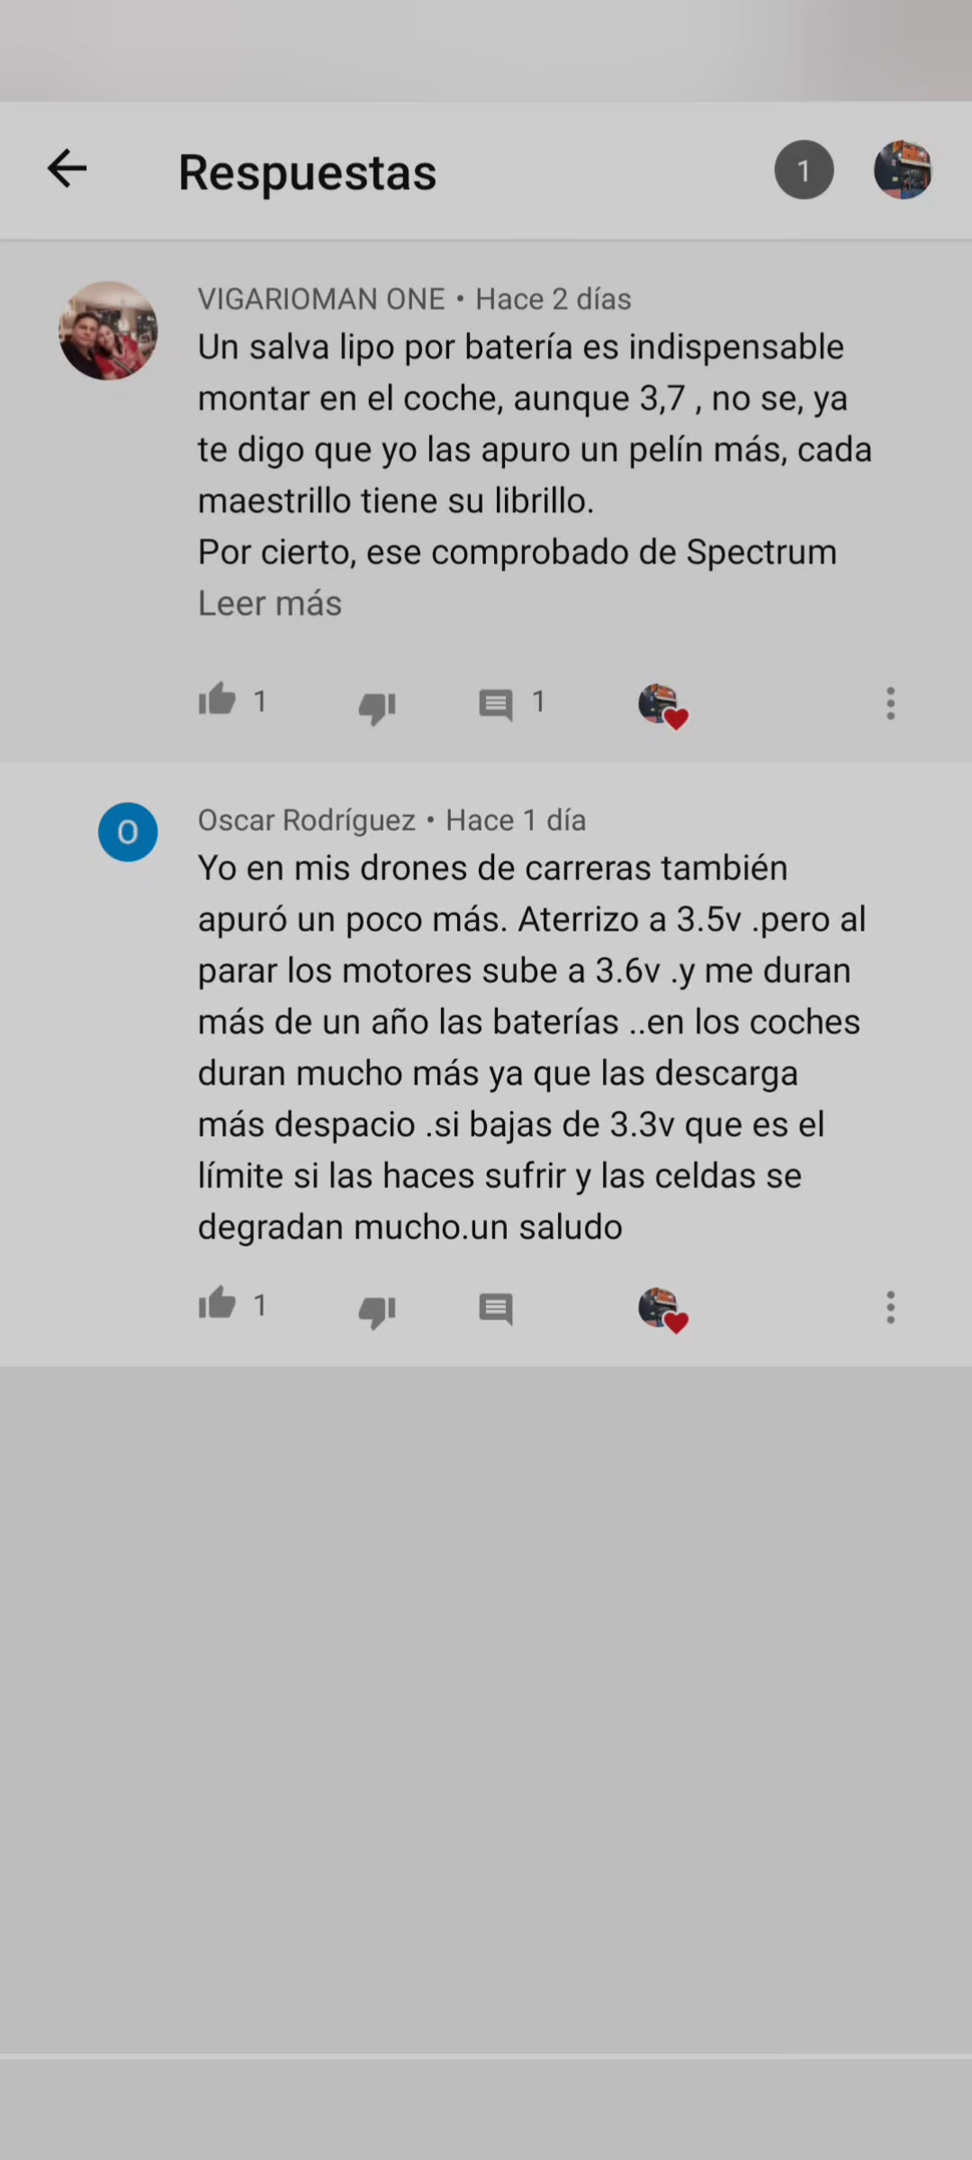 Respuestas
1
VIGARIOMAN ONE • Hace 2 días
Un salva lipo por batería es indispensable
montar en el coche, aunque 3,7 , no se, ya
te digo que yo las apuro un pelín más, cada
maestrillo tiene su librillo.
Por cierto, ese comprobado de Spectrum
Leer más
1
1
O
Oscar Rodríguez • Hace 1 día
Yo en mis drones de carreras también
apuró un poco más. Aterrizo a 3.5v .pero al
parar los motores sube a 3.6v .y me duran
más de un año las baterías ..en los coches
duran mucho más ya que las descarga
más despacio .si bajas de 3.3v que es el
límite si las haces sufrir y las celdas se
degradan mucho.un saludo
1